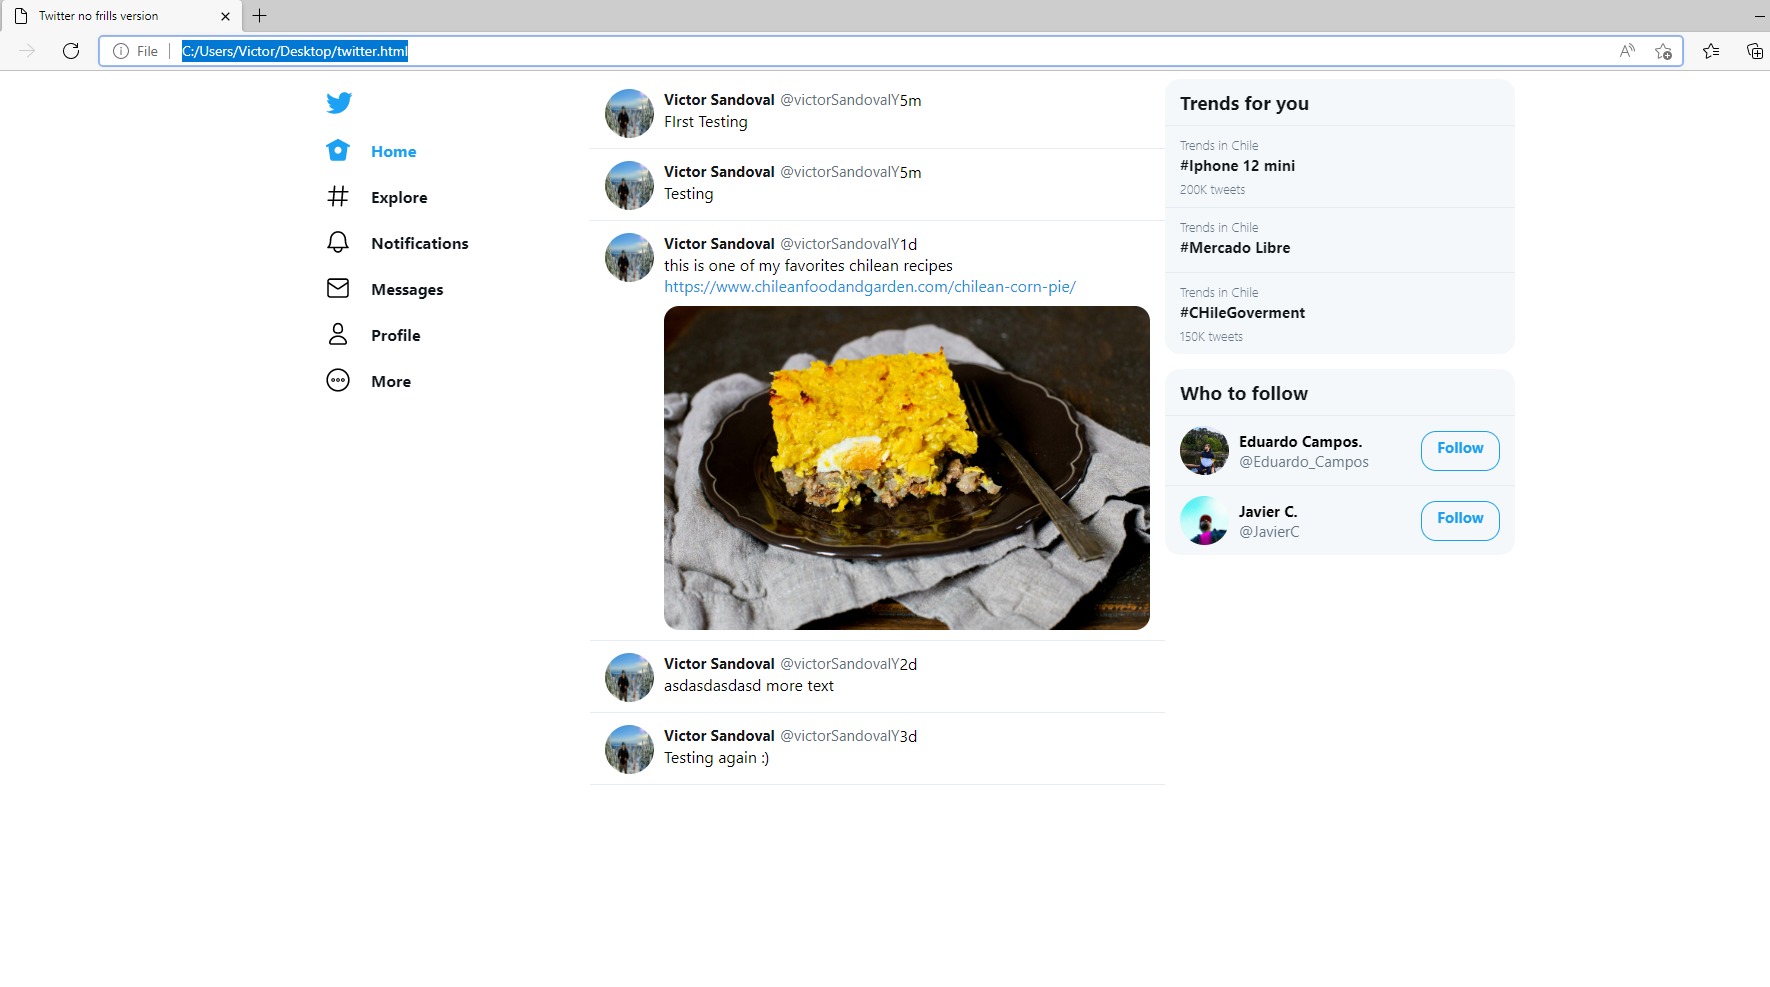 Twitter no frills version
File
C:/Users/Victor/Desktop/twitter.html
Home
Explore
Notifications
Messages
Profile
More
Victor Sandoval @victorSandovalY5m
FIrst Testing
Victor Sandoval @victorSandovalY5m
Testing
Victor Sandoval @victorSandovalY1d
this is one of my favorites chilean recipes
https://www.chileanfoodandgarden.com/chilean-corn-pie/
Victor Sandoval @victorSandovalY2d
asdasdasdasd more text
Victor Sandoval @victorSandovalY3d
Testing again :)
Trends for you
Trends in Chile
#Iphone 12 mini
200K tweets
Trends in Chile
#Mercado Libre
Trends in Chile
#CHileGoverment
150K tweets
Who to follow
Eduardo Campos.
@Eduardo_Campos
Follow
Javier C.
@JavierC
Follow